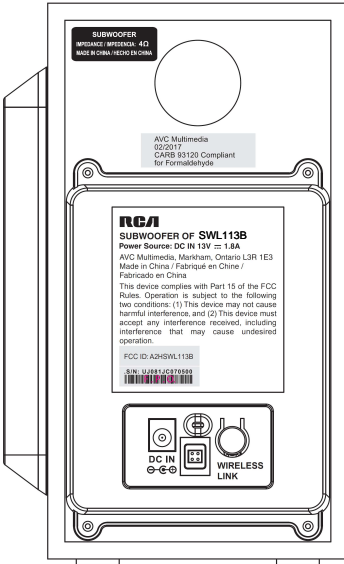 SUBWOOFER
IMPEDANCE / IMPEDENCIA: 4Ω
MADE IN CHINA / HECHO EN CHINA
AVC Multimedia
02/2017
CARB 93120 Compliant
for Formaldehyde
RCA
SUBWOOFER OF SWL113B
Power Source: DC IN 13V ⎓ 1.8A
AVC Multimedia, Markham, Ontario L3R 1E3
Made in China / Fabriqué en Chine /
Fabricado en China
This device complies with Part 15 of the FCC
Rules. Operation is subject to the following
two conditions: (1) This device may not cause
harmful interference, and (2) This device must
accept any interference received, including
interference that may cause undesired
operation.
FCC ID: A2HSWL113B
.S/N: UJ081JC070500
DC IN
WIRELESS
LINK